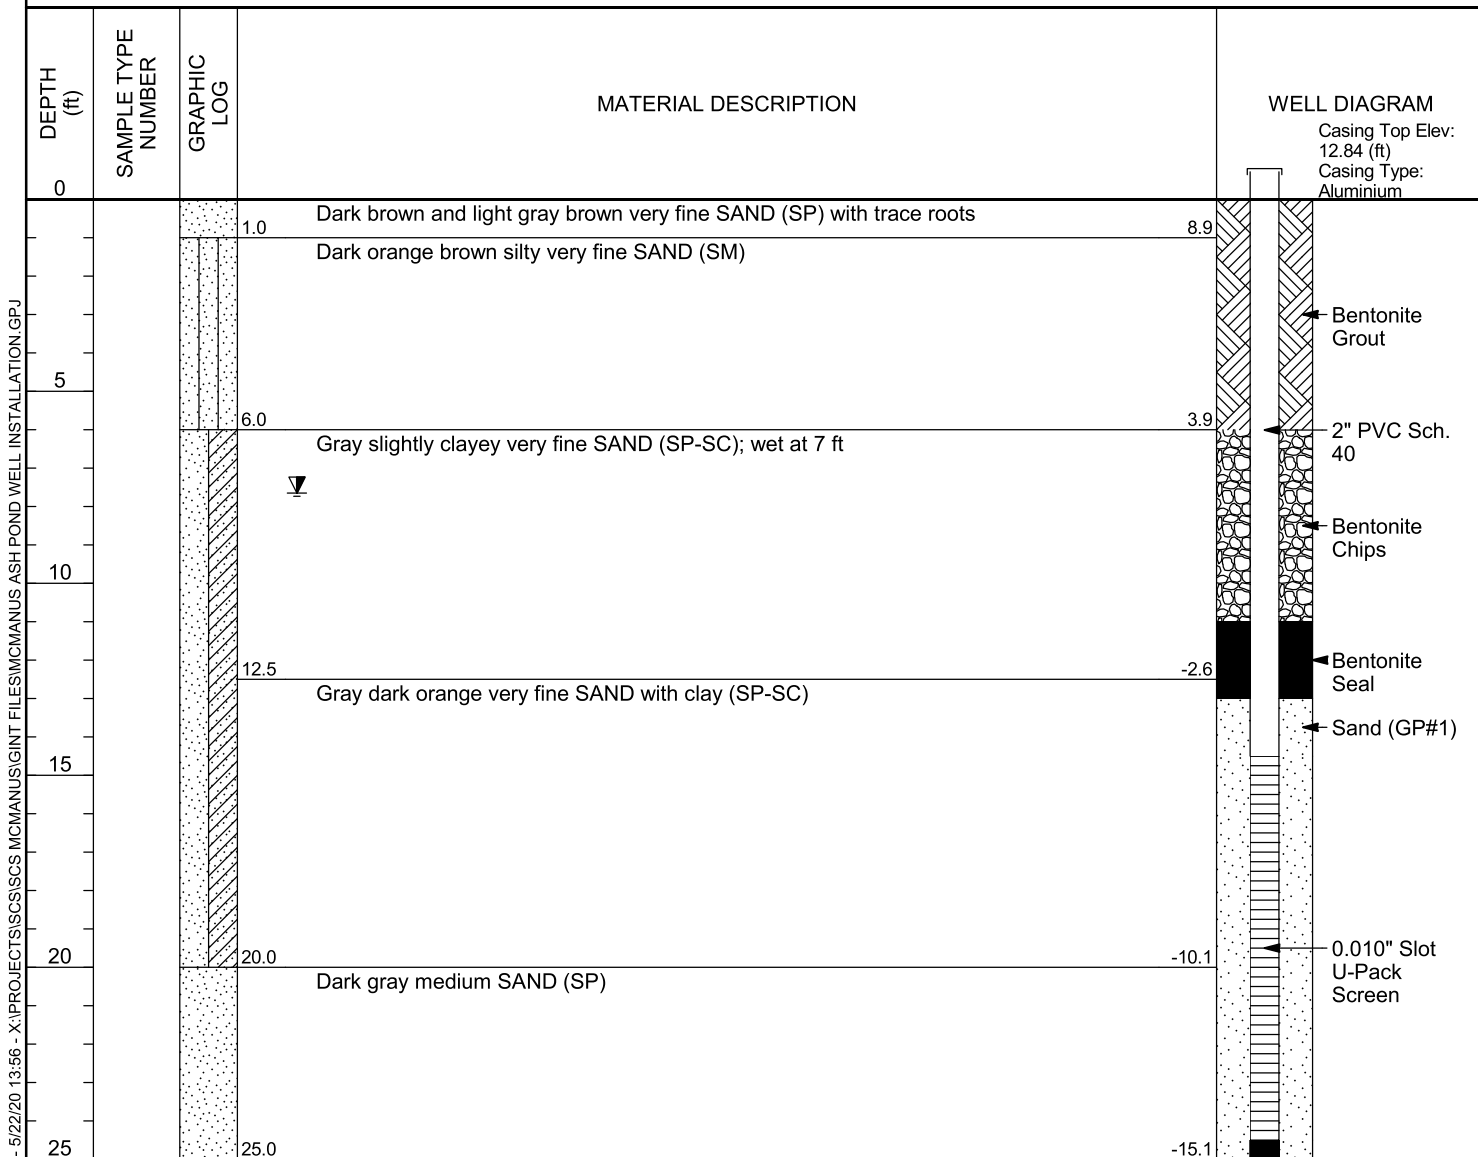 DEPTH
(ft)
SAMPLE TYPE
NUMBER
GRAPHIC
LOG
MATERIAL DESCRIPTION
WELL DIAGRAM
Casing Top Elev:
12.84 (ft)
Casing Type:
Aluminium
0
Dark brown and light gray brown very fine SAND (SP) with trace roots
1.0
8.9
Dark orange brown silty very fine SAND (SM)
Bentonite
Grout
5
6.0
3.9
2" PVC Sch.
40
Gray slightly clayey very fine SAND (SP-SC); wet at 7 ft
Bentonite
Chips
10
12.5
-2.6
Bentonite
Seal
Gray dark orange very fine SAND with clay (SP-SC)
Sand (GP#1)
15
20
20.0
-10.1
0.010" Slot
U-Pack
Screen
Dark gray medium SAND (SP)
25
25.0
-15.1
- 5/22/20 13:56 - X:\PROJECTS\SCS\SCS MCMANUS\GINT FILES\MCMANUS ASH POND WELL INSTALLATION.GPJ